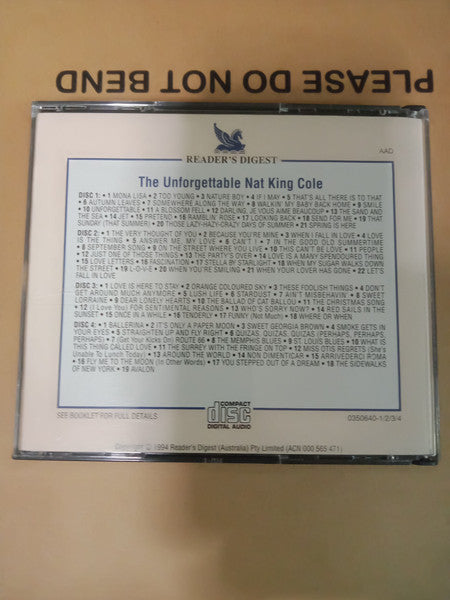 PLEASE DO NOT BEND
READER'S DIGEST
AAD
The Unforgettable Nat King Cole
DISC 1: • 1 MONA LISA • 2 TOO YOUNG • 3 NATURE BOY • 4 IF I MAY • 5 THAT'S ALL THERE IS TO THAT
• 6 AUTUMN LEAVES • 7 SOMEWHERE ALONG THE WAY • 8 WALKIN' MY BABY BACK HOME • 9 SMILE
• 10 UNFORGETTABLE • 11 A BLOSSOM FELL • 12 DARLING, JE VOUS AIME BEAUCOUP • 13 THE SAND AND
THE SEA • 14 JET • 15 PRETEND • 16 RAMBLIN' ROSE • 17 LOOKING BACK • 18 SEND FOR ME • 19 THAT
SUNDAY (THAT SUMMER) • 20 THOSE LAZY-HAZY-CRAZY DAYS OF SUMMER • 21 SPRING IS HERE
DISC 2: • 1 THE VERY THOUGHT OF YOU • 2 BECAUSE YOU'RE MINE • 3 WHEN I FALL IN LOVE • 4 LOVE
IS THE THING • 5 ANSWER ME, MY LOVE • 6 CAN'T I • 7 IN THE GOOD OLD SUMMERTIME
• 8 SEPTEMBER SONG • 9 ON THE STREET WHERE YOU LIVE • 10 THIS CAN'T BE LOVE • 11 PEOPLE
• 12 JUST ONE OF THOSE THINGS • 13 THE PARTY'S OVER • 14 LOVE IS A MANY SPLENDOURED THING
• 15 LOVE LETTERS • 16 FASCINATION • 17 STELLA BY STARLIGHT • 18 WHEN MY SUGAR WALKS DOWN
THE STREET • 19 L-O-V-E • 20 WHEN YOU'RE SMILING • 21 WHEN YOUR LOVER HAS GONE • 22 LET'S
FALL IN LOVE
DISC 3: • 1 LOVE IS HERE TO STAY • 2 ORANGE COLOURED SKY • 3 THESE FOOLISH THINGS • 4 DON'T
GET AROUND MUCH ANYMORE • 5 LUSH LIFE • 6 STARDUST • 7 AIN'T MISBEHAVIN' • 8 SWEET
LORRAINE • 9 DEAR LONELY HEARTS • 10 THE BALLAD OF CAT BALLOU • 11 THE CHRISTMAS SONG
• 12 (I Love You) FOR SENTIMENTAL REASONS • 13 WHO'S SORRY NOW? • 14 RED SAILS IN THE
SUNSET • 15 ONCE IN A WHILE • 16 TENDERLY • 17 FUNNY (Not Much) • 18 WHERE OR WHEN
DISC 4: • 1 BALLERINA • 2 IT'S ONLY A PAPER MOON • 3 SWEET GEORGIA BROWN • 4 SMOKE GETS IN
YOUR EYES • 5 STRAIGHTEN UP AND FLY RIGHT • 6 QUIZAS, QUIZAS, QUIZAS (PERHAPS, PERHAPS,
PERHAPS) • 7 (Get Your Kicks On) ROUTE 66 • 8 THE MEMPHIS BLUES • 9 ST. LOUIS BLUES • 10 WHAT IS
THIS THING CALLED LOVE • 11 THE SURREY WITH THE FRINGE ON TOP • 12 MISS OTIS REGRETS (She's
Unable To Lunch Today) • 13 AROUND THE WORLD • 14 NON DIMENTICAR • 15 ARRIVEDERCI ROMA
• 16 FLY ME TO THE MOON (In Other Words) • 17 YOU STEPPED OUT OF A DREAM • 18 THE SIDEWALKS
OF NEW YORK • 19 AVALON
SEE BOOKLET FOR FULL DETAILS
COMPACT
disc
DIGITAL AUDIO
0350640-1/2/3/4
Copyright © 1994 Reader's Digest (Australia) Pty Limited (ACN 000 565 471)